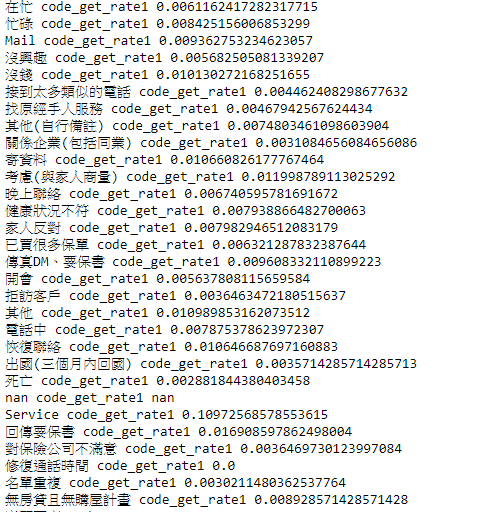 在忙 code_get_rate1 0.0061162417282317715
忙碌 code_get_rate1 0.008425156006853299
Mail code_get_rate1 0.009362753234623057
沒興趣 code_get_rate1 0.005682505081339207
沒錢 code_get_rate1 0.010130272168251655
接到太多類似的電話 code_get_rate1 0.004462408298677632
找原經手人服務 code_get_rate1 0.00467942567624434
其他(自行備註) code_get_rate1 0.0074803461098603904
關係企業(包括同業) code_get_rate1 0.0031084656084656086
寄資料 code_get_rate1 0.010660826177767464
考慮(與家人商量) code_get_rate1 0.011998789113025292
晚上聯絡 code_get_rate1 0.006740595781691672
健康狀況不符 code_get_rate1 0.007938866482700063
家人反對 code_get_rate1 0.007982946512083179
已買很多保單 code_get_rate1 0.006321287832387644
傳真DM、要保書 code_get_rate1 0.009608332110899223
開會 code_get_rate1 0.005637808115659584
拒訪客戶 code_get_rate1 0.0036463472180515637
其他 code_get_rate1 0.010989853162073512
電話中 code_get_rate1 0.007875378623972307
恢復聯絡 code_get_rate1 0.010646687697160883
出國(三個月內回國) code_get_rate1 0.0035714285714285713
死亡 code_get_rate1 0.002881844380403458
nan code_get_rate1 nan
Service code_get_rate1 0.10972568578553615
回傳要保書 code_get_rate1 0.016908597862498004
對保險公司不滿意 code_get_rate1 0.0036469730123997084
修復通話時間 code_get_rate1 0.0
名單重複 code_get_rate1 0.0030211480362537764
無房貸且無購屋計畫 code_get_rate1 0.008928571428571428